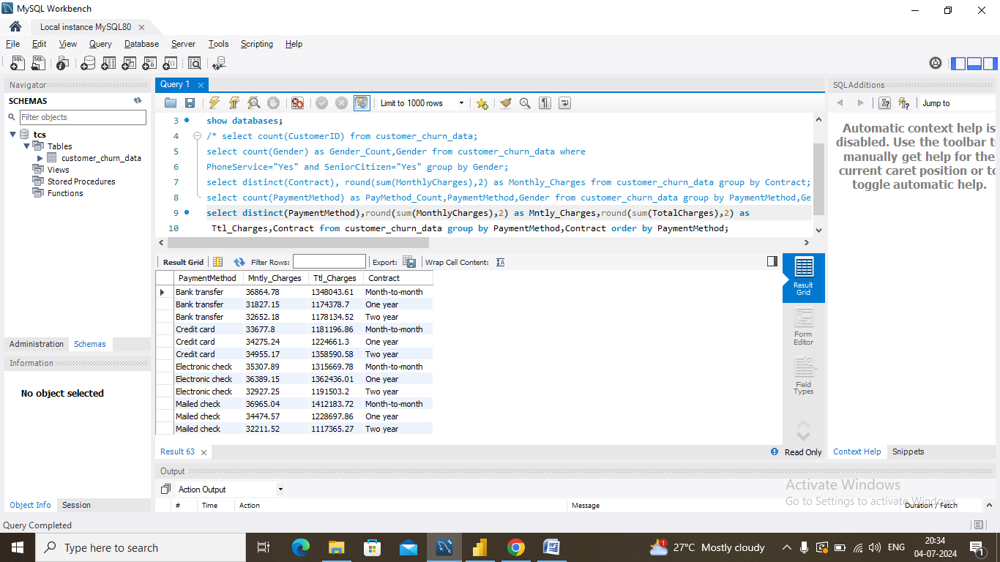 MySQL Workbench
Local instance MySQL80
File Edit View Query Database Server Tools Scripting Help
Navigator
SCHEMAS
Filter objects
tcs
Tables
customer_churn_data
Views
Stored Procedures
Functions
Administration Schemas
Information
No object selected
Object Info Session
Query 1
Limit to 1000 rows
3 show databases;
4 /* select count(CustomerID) from customer_churn_data;
5 select count(Gender) as Gender_Count,Gender from customer_churn_data where
6 PhoneService="Yes" and SeniorCitizen="Yes" group by Gender;
7 select distinct(Contract), round(sum(MonthlyCharges),2) as Monthly_Charges from customer_churn_data group by Contract;
8 select count(PaymentMethod) as PayMethod_Count,PaymentMethod,Gender from customer_churn_data group by PaymentMethod,Ge
9 select distinct(PaymentMethod),round(sum(MonthlyCharges),2) as Mntly_Charges,round(sum(TotalCharges),2) as
10 Ttl_Charges,Contract from customer_churn_data group by PaymentMethod,Contract order by PaymentMethod;
Result Grid Filter Rows: Export: Wrap Cell Content:
PaymentMethod Mntly_Charges Ttl_Charges Contract
Bank transfer 36864.78 1348043.61 Month-to-month
Bank transfer 31827.15 1174378.7 One year
Bank transfer 32652.18 1178134.52 Two year
Credit card 33677.8 1181196.86 Month-to-month
Credit card 34275.24 1224661.3 One year
Credit card 34955.17 1358590.58 Two year
Electronic check 35307.89 1315669.78 Month-to-month
Electronic check 36389.15 1362436.01 One year
Electronic check 32927.25 1191503.2 Two year
Mailed check 36965.04 1412183.72 Month-to-month
Mailed check 34474.57 1228697.86 One year
Mailed check 32211.52 1117365.27 Two year
Result
Grid
Form
Editor
Field
Types
Result 63
Read Only
SQLAdditions
Jump to
Automatic context help is
disabled. Use the toolbar t
manually get help for the
current caret position or to
toggle automatic help.
Context Help Snippets
Output
Action Output
# Time Action Message Duration / Fetch
Activate Windows
Go to Settings to activate Windows.
Query Completed
Type here to search
1
27°C Mostly cloudy
ENG
20:34
04-07-2024
1